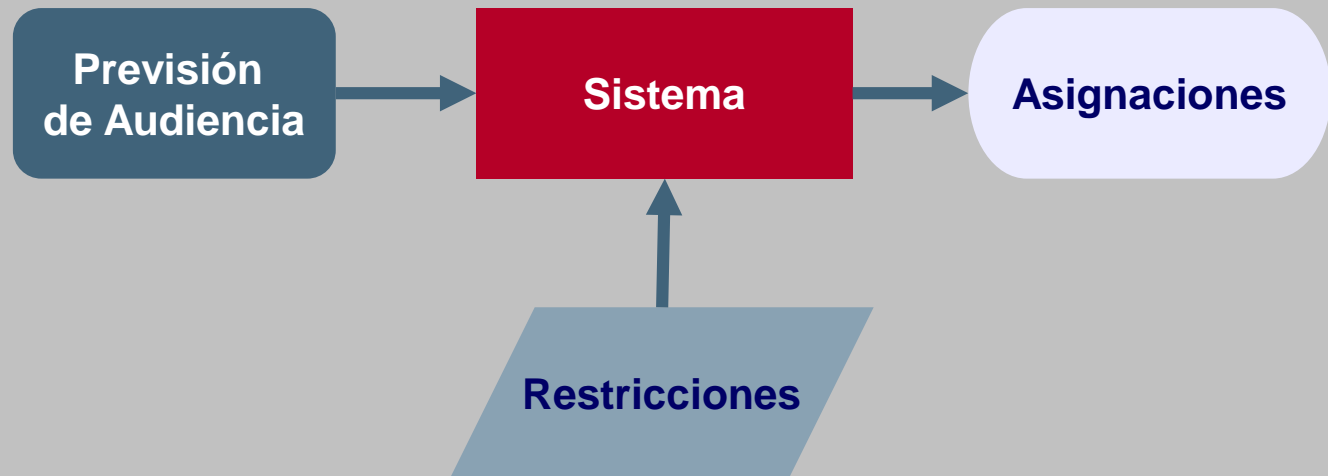 Previsión
de Audiencia
Sistema
Asignaciones
Restricciones